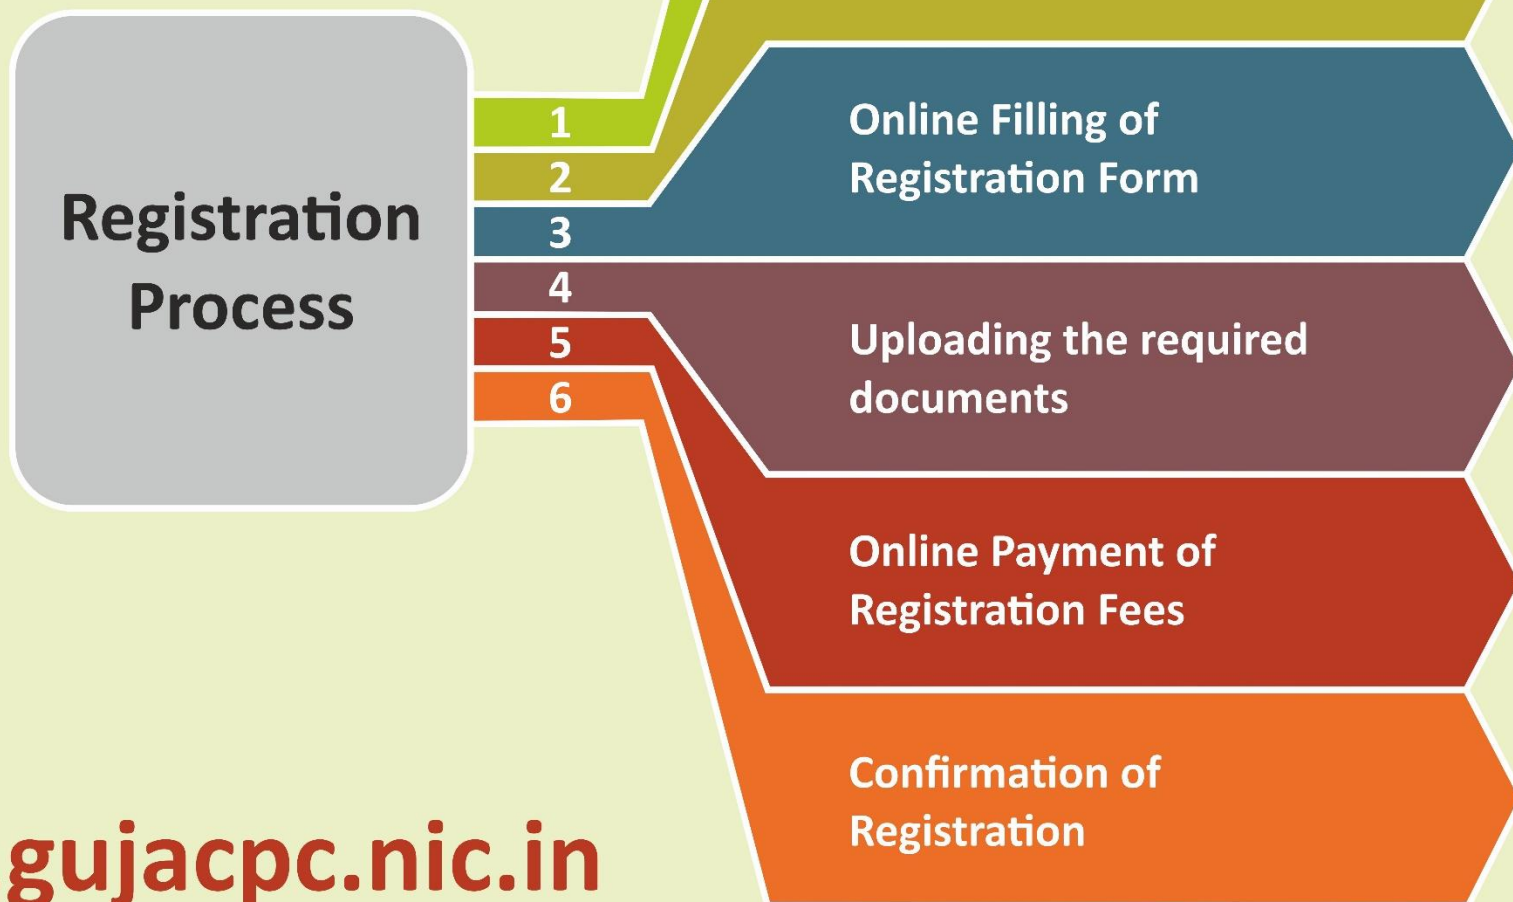 Registration
Process
1
2
3
4
5
6
Online Filling of
Registration Form
Uploading the required
documents
Online Payment of
Registration Fees
Confirmation of
Registration
gujacpc.nic.in